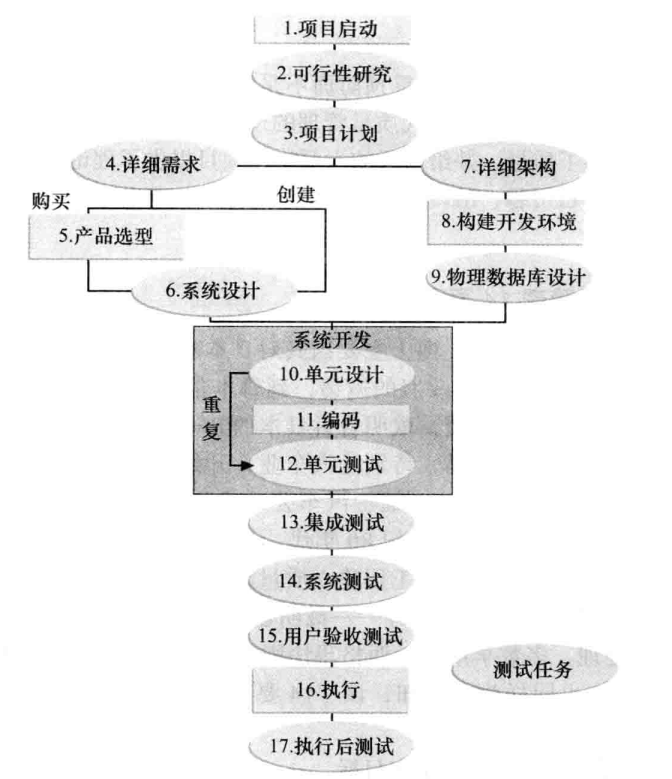 1.项目启动
2.可行性研究
3.项目计划
4.详细需求
7.详细架构
购买
创建
5.产品选型
8.构建开发环境
6.系统设计
9.物理数据库设计
系统开发
10.单元设计
重复
11.编码
12.单元测试
13.集成测试
14.系统测试
15.用户验收测试
测试任务
16.执行
17.执行后测试